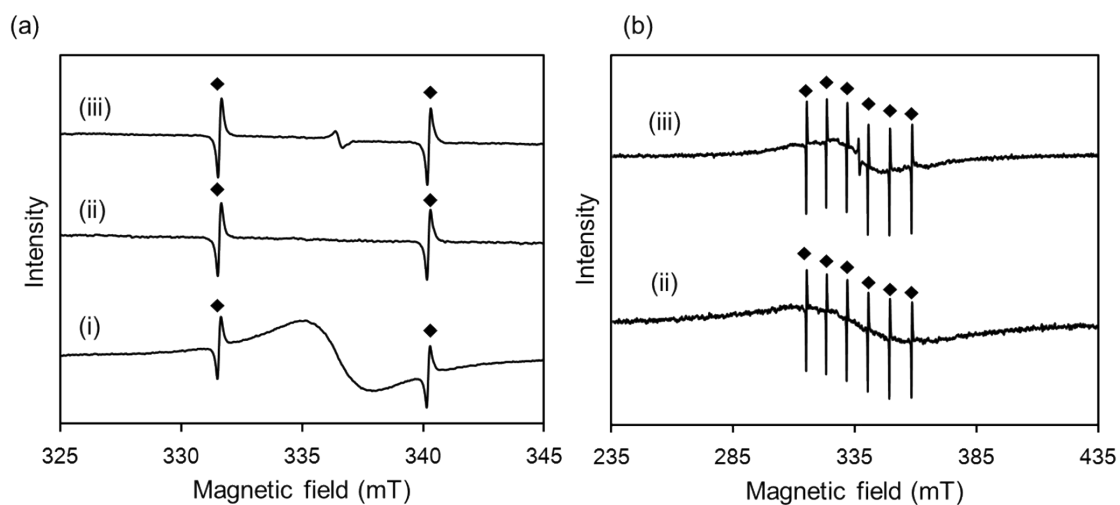 (a)
(iii)
(ii)
(i)
Intensity
325 330 335 340 345
Magnetic field (mT)
(b)
(iii)
(ii)
Intensity
235 285 335 385 435
Magnetic field (mT)